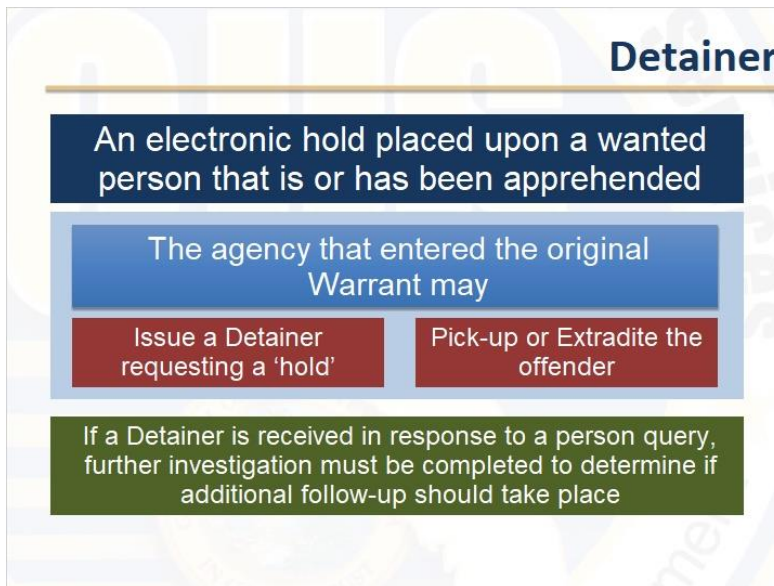 Detainer
An electronic hold placed upon a wanted
person that is or has been apprehended
The agency that entered the original
Warrant may
Issue a Detainer
requesting a ‘hold’
Pick-up or Extradite the
offender
If a Detainer is received in response to a person query,
further investigation must be completed to determine if
additional follow-up should take place